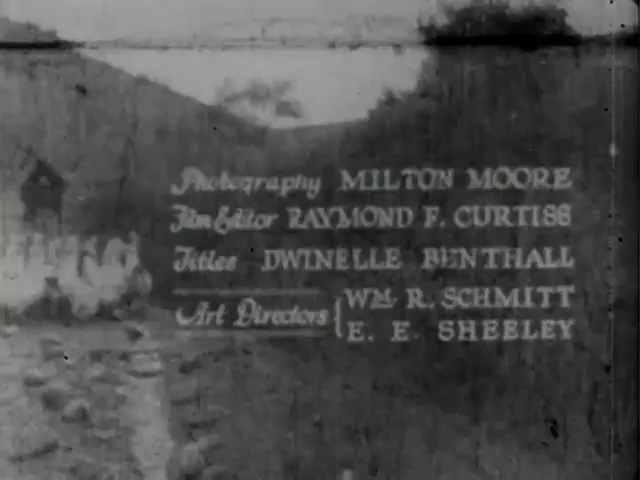 Photography MILTON MOORE
Film Editor RAYMOND F. CURTISS
Titles DWINELLE BENTHALL
Art Directors { WM. R. SCHMITT
E. E. SHEELEY